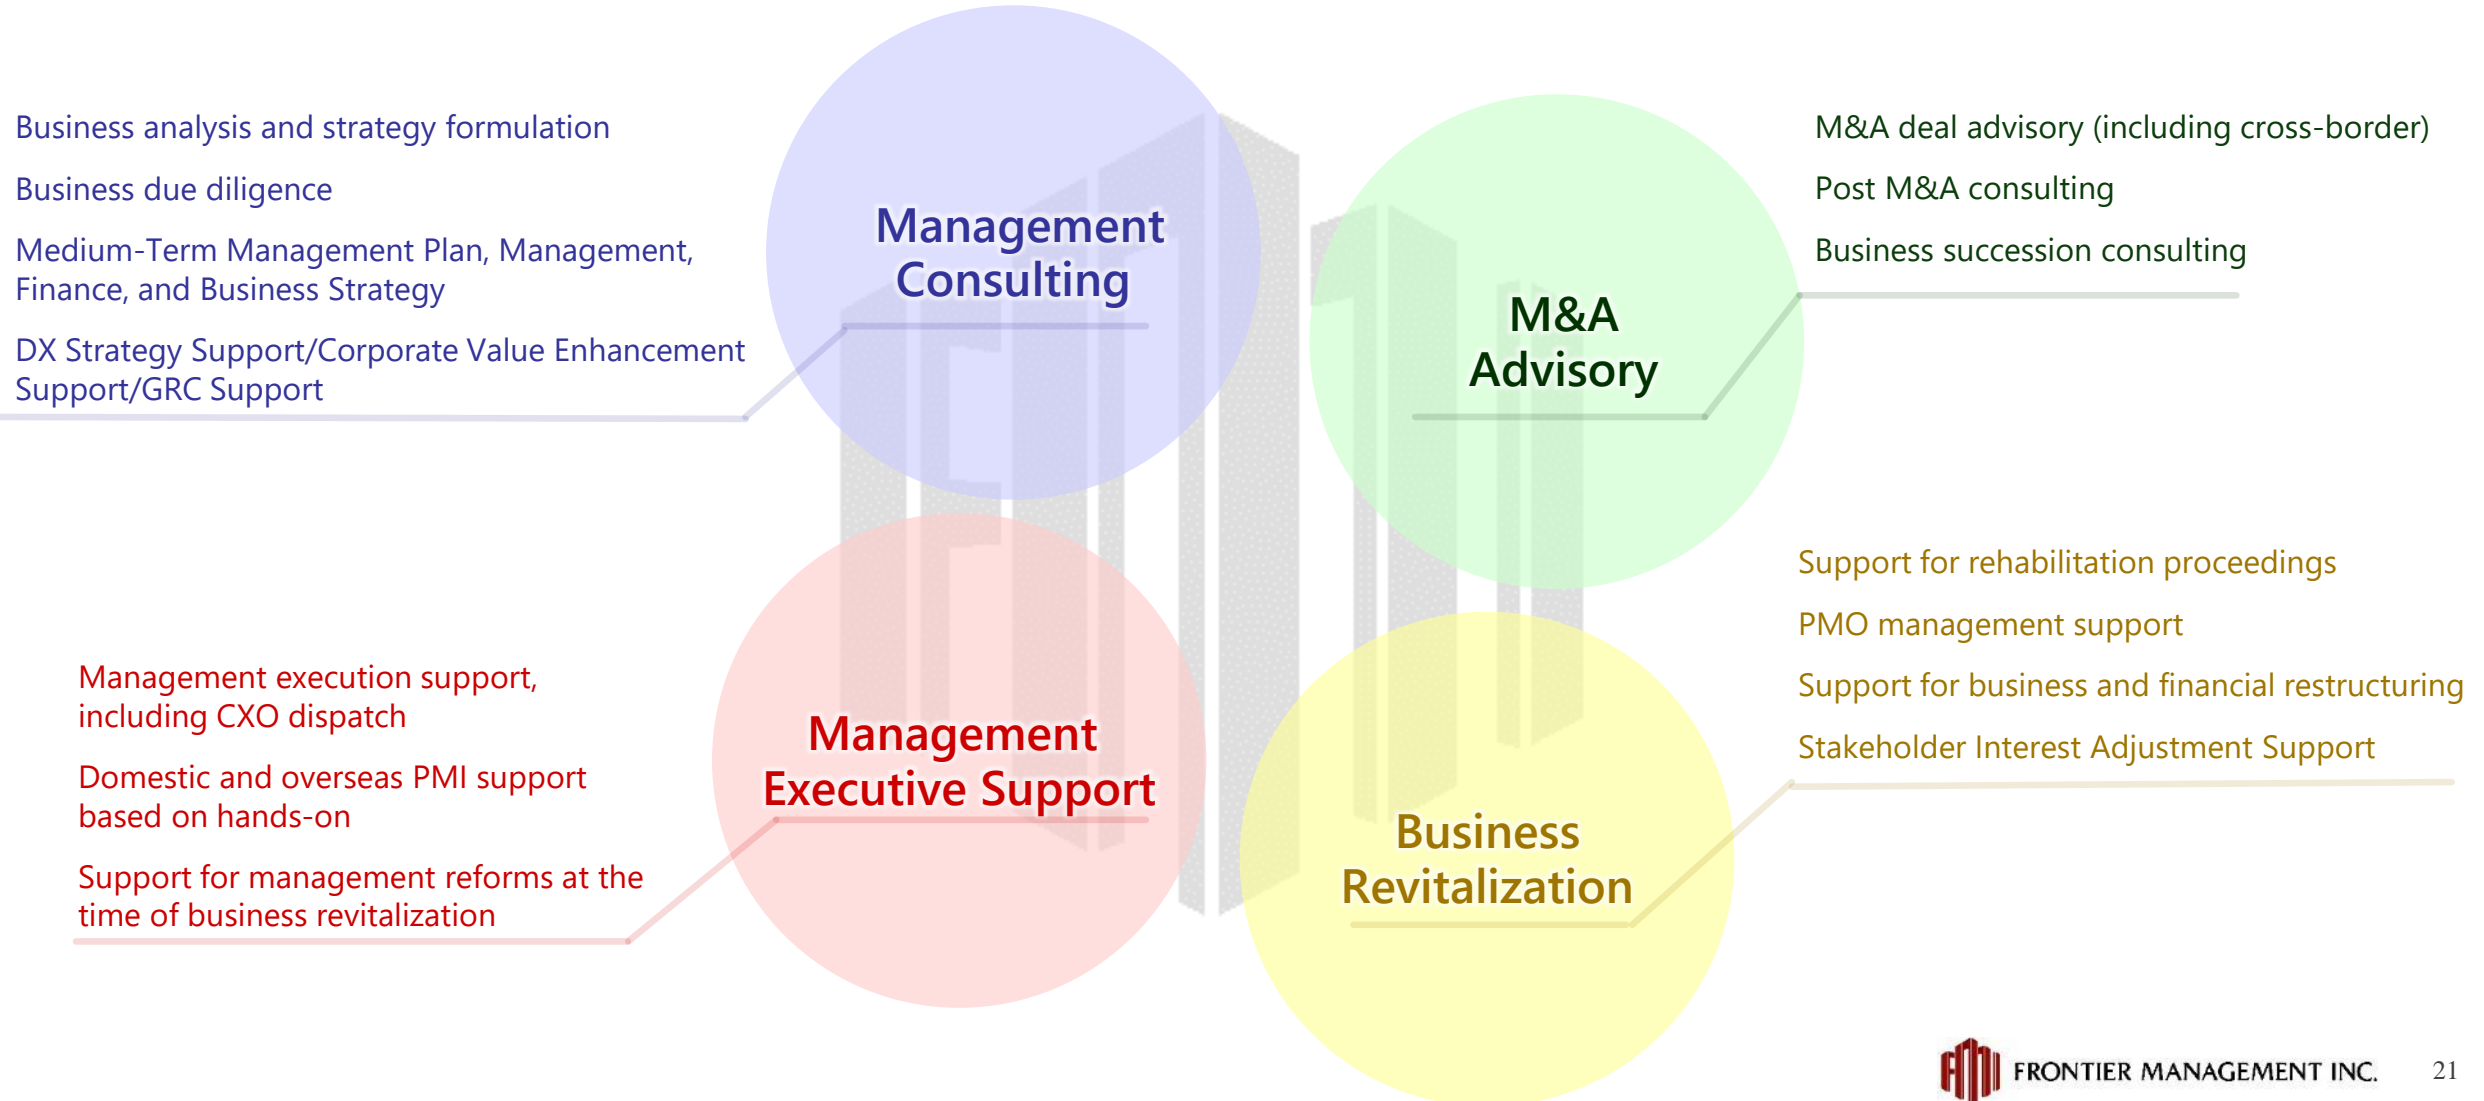 Business analysis and strategy formulation
Business due diligence
Medium-Term Management Plan, Management,
Finance, and Business Strategy
DX Strategy Support/Corporate Value Enhancement
Support/GRC Support
Management
Consulting
M&A deal advisory (including cross-border)
Post M&A consulting
Business succession consulting
M&A
Advisory
Management execution support,
including CXO dispatch
Domestic and overseas PMI support
based on hands-on
Support for management reforms at the
time of business revitalization
Management
Executive Support
Support for rehabilitation proceedings
PMO management support
Support for business and financial restructuring
Stakeholder Interest Adjustment Support
Business
Revitalization
FRONTIER MANAGEMENT INC.
21